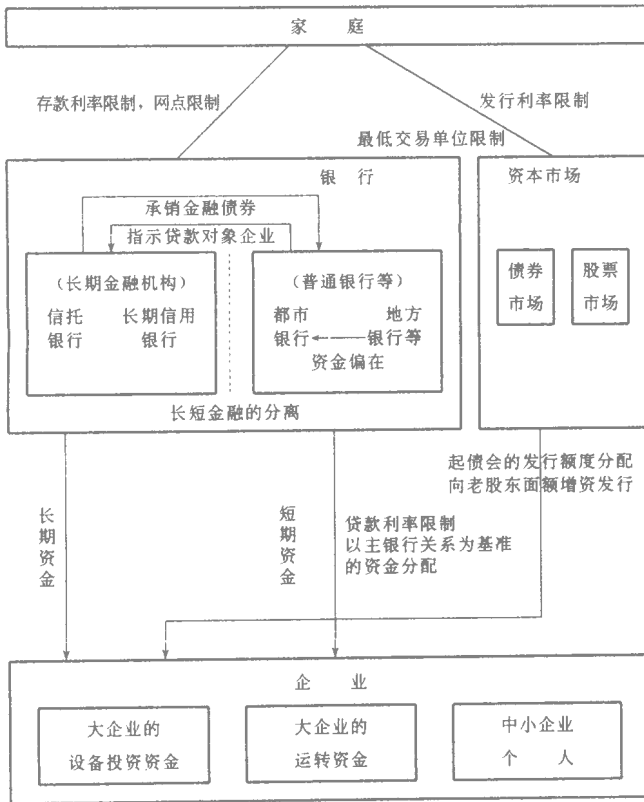 家 庭
存款利率限制，网点限制
发行利率限制
最低交易单位限制
银 行
承销金融债券
指示贷款对象企业
（长期金融机构）
信托
银行
长期信用
银行
（普通银行等）
都市
银行
地方
银行等
资金偏在
长短金融的分离
资本市场
债券
市场
股票
市场
起债会的发行额度分配
向老股东面额增资发行
长期资金
短期资金
贷款利率限制
以主银行关系为基准
的资金分配
企 业
大企业的
设备投资资金
大企业的
运转资金
中小企业
个 人